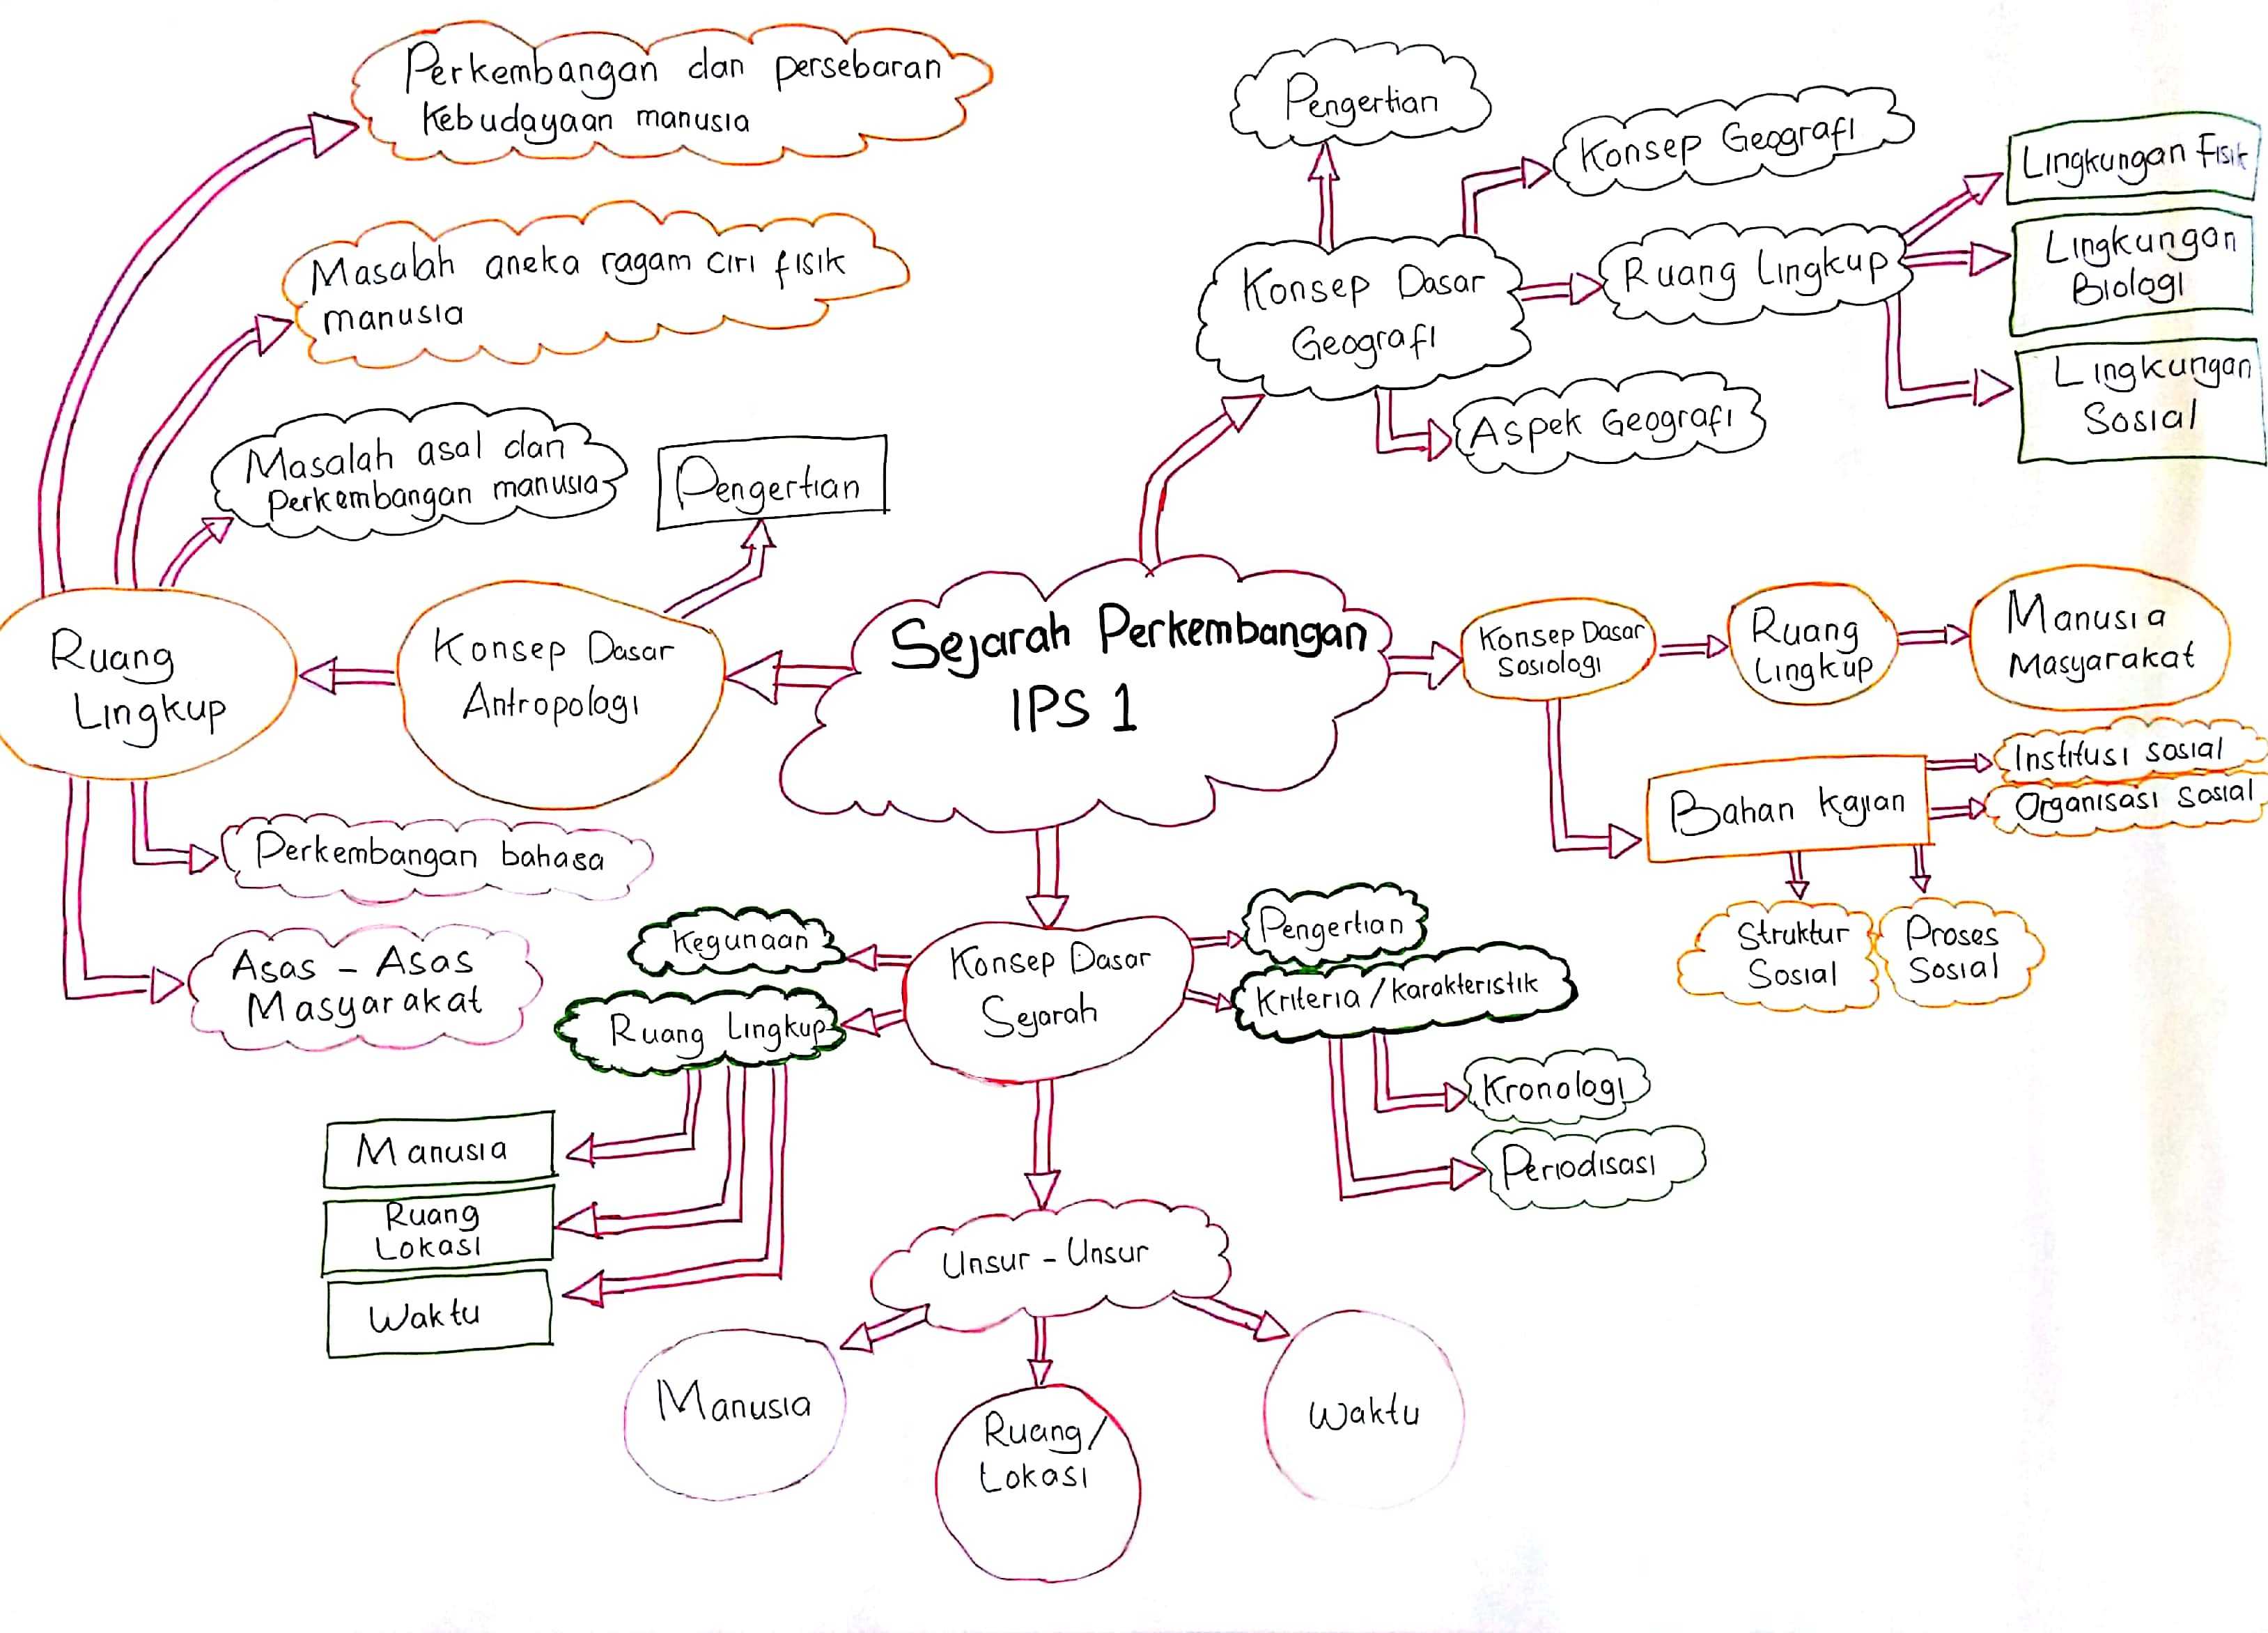 Perkembangan dan persebaran
Kebudayaan manusia
Masalah aneka ragam ciri fisik
manusia
Masalah asal dan
Perkembangan manusia
Pengertian
Ruang
Lingkup
Konsep Dasar
Antropologi
Perkembangan bahasa
Asas - Asas
Masyarakat
Sejarah Perkembangan
IPS 1
Pengertian
Konsep Geografi
Konsep Dasar
Geografi
Ruang Lingkup
Lingkungan Fisik
Lingkungan
Biologi
Lingkungan
Sosial
Aspek Geografi
Konsep Dasar
Sosiologi
Ruang
Lingkup
Manusia
Masyarakat
Bahan Kajian
Institusi sosial
Organisasi sosial
Struktur
Sosial
Proses
Sosial
Konsep Dasar
Sejarah
Kegunaan
Ruang Lingkup
Manusia
Ruang
Lokasi
Waktu
Pengertian
Kriteria / Karakteristik
Kronologi
Periodisasi
Unsur - Unsur
Manusia
Ruang /
Lokasi
Waktu